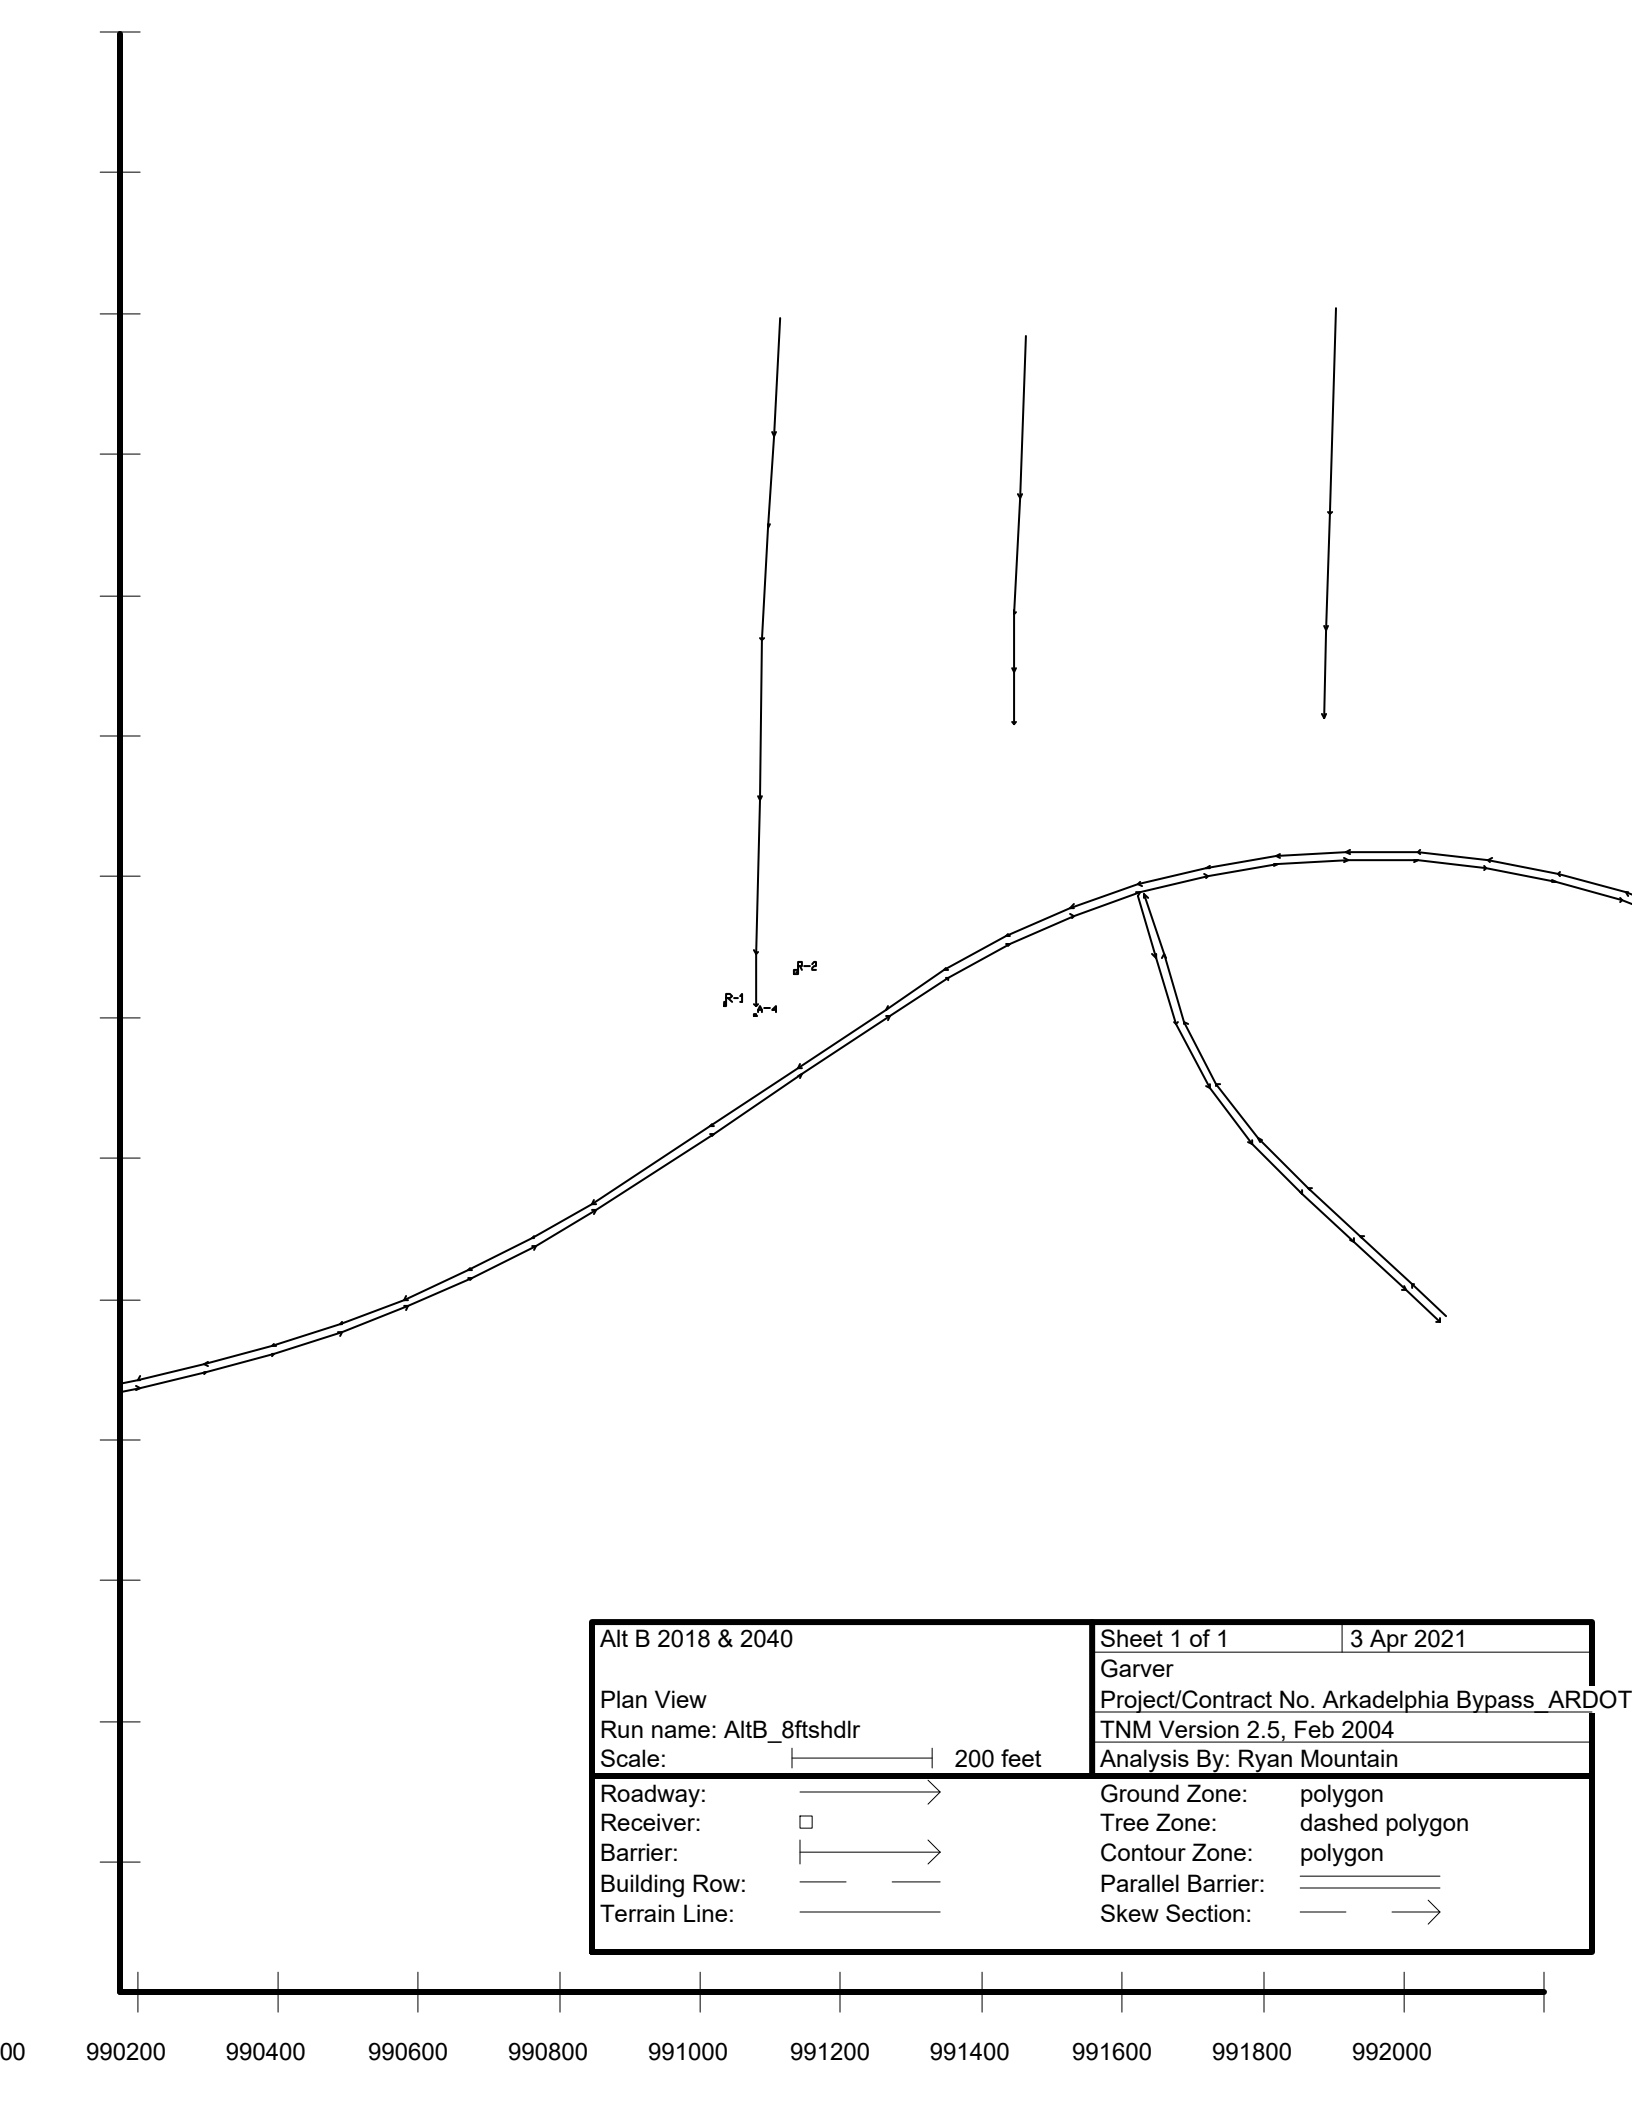 R-2
R-1
A-4
Alt B 2018 & 2040
Sheet 1 of 1
3 Apr 2021
Garver
Plan View
Project/Contract No. Arkadelphia Bypass_ARDOT
Run name: AltB_8ftshdlr
TNM Version 2.5, Feb 2004
Scale: 200 feet
Analysis By: Ryan Mountain
Roadway:
Ground Zone: polygon
Receiver:
Tree Zone: dashed polygon
Barrier:
Contour Zone: polygon
Building Row:
Parallel Barrier:
Terrain Line:
Skew Section:
00 990200 990400 990600 990800 991000 991200 991400 991600 991800 992000